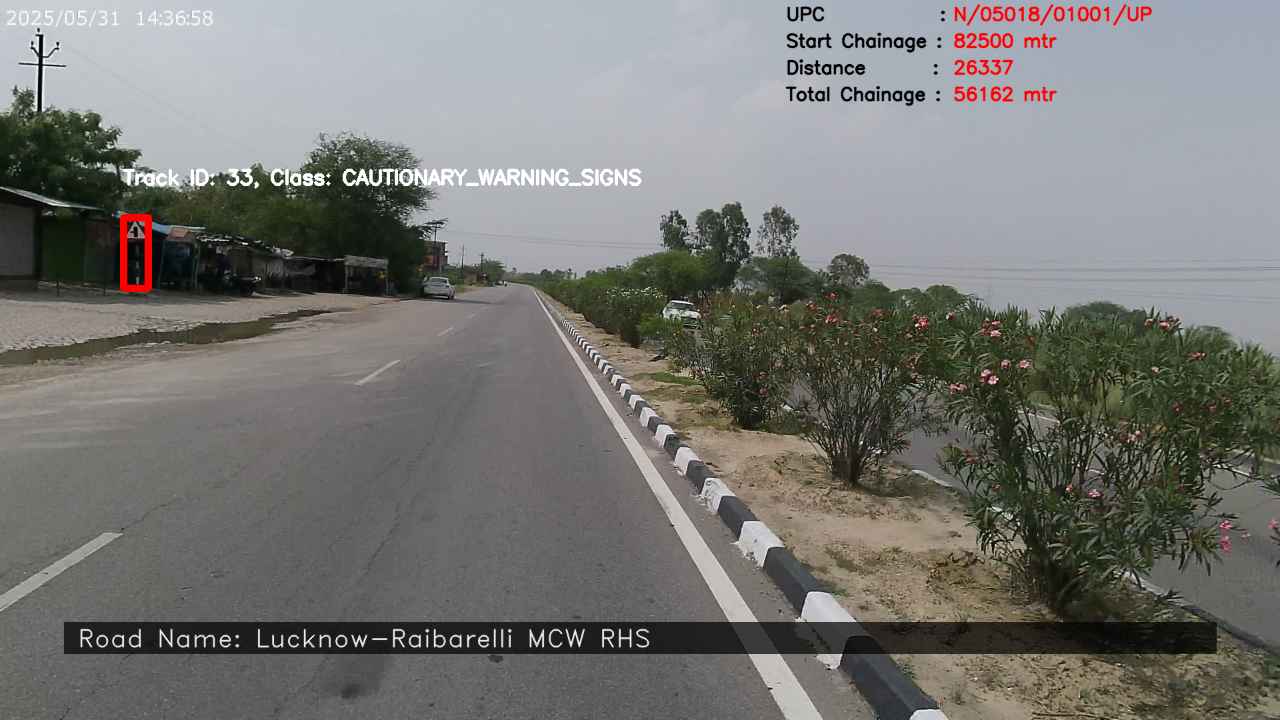 2025/05/31 14:36:58
UPC : N/05018/01001/UP
Start Chainage : 82500 mtr
Distance : 26337
Total Chainage : 56162 mtr
Track ID: 33, Class: CAUTIONARY_WARNING_SIGNS
Road Name: Lucknow-Raibarelli MCW RHS